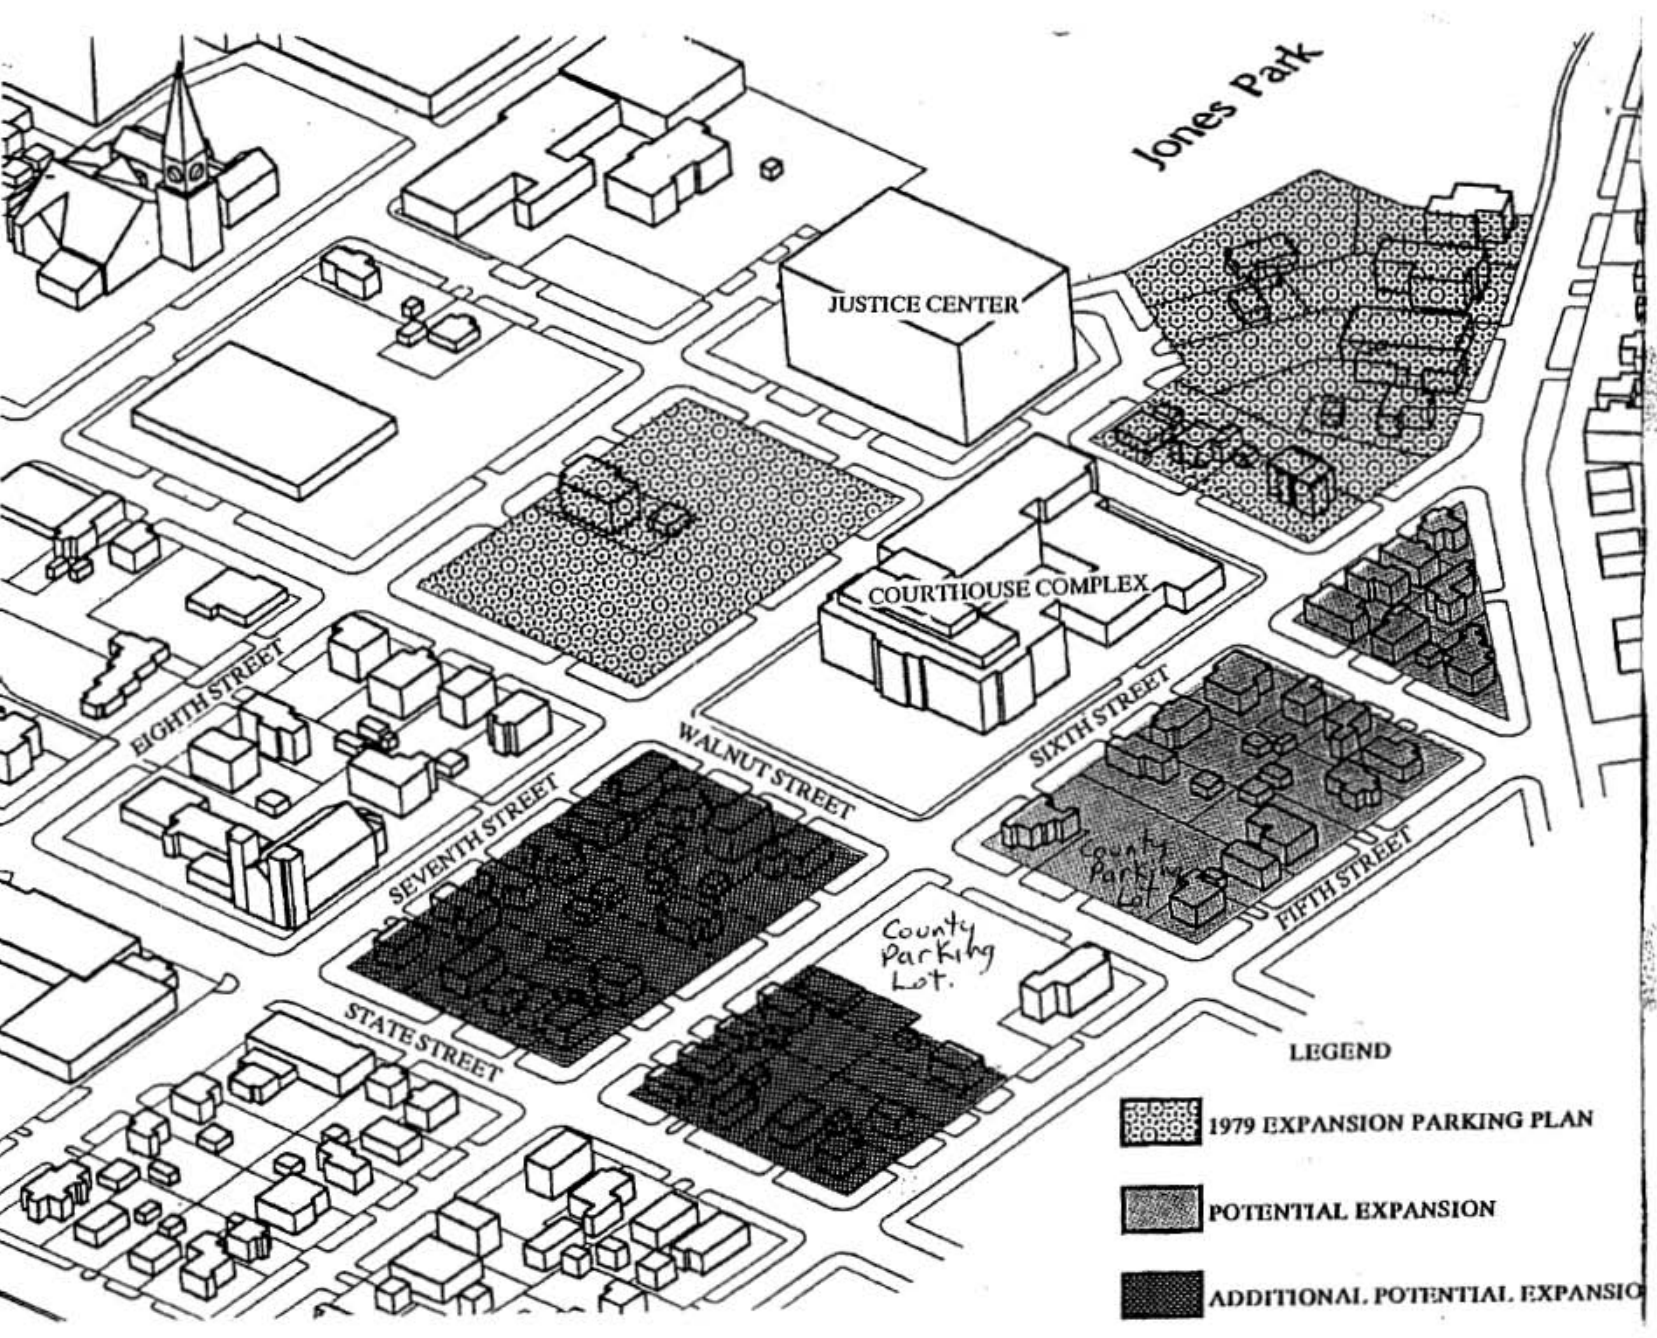 Jones Park
JUSTICE CENTER
COURTHOUSE COMPLEX
EIGHTH STREET
WALNUT STREET
SIXTH STREET
SEVENTH STREET
County
Parking
Lot
FIFTH STREET
County
Parking
Lot.
STATE STREET
LEGEND
1979 EXPANSION PARKING PLAN
POTENTIAL EXPANSION
ADDITIONAL POTENTIAL EXPANSIO